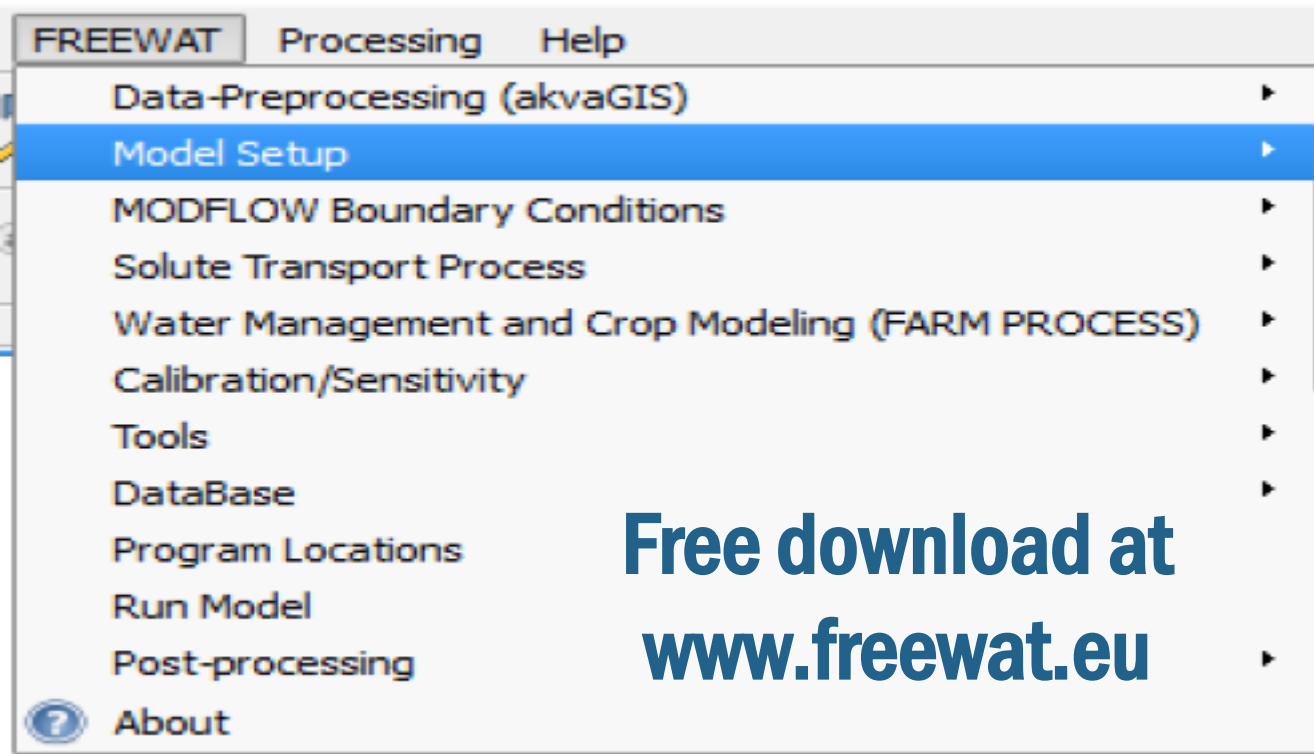 FREEWAT Processing Help
Data-Preprocessing (akvaGIS)
Model Setup
MODFLOW Boundary Conditions
Solute Transport Process
Water Management and Crop Modeling (FARM PROCESS)
Calibration/Sensitivity
Tools
DataBase
Program Locations
Run Model
Post-processing
About
Free download at
www.freewat.eu